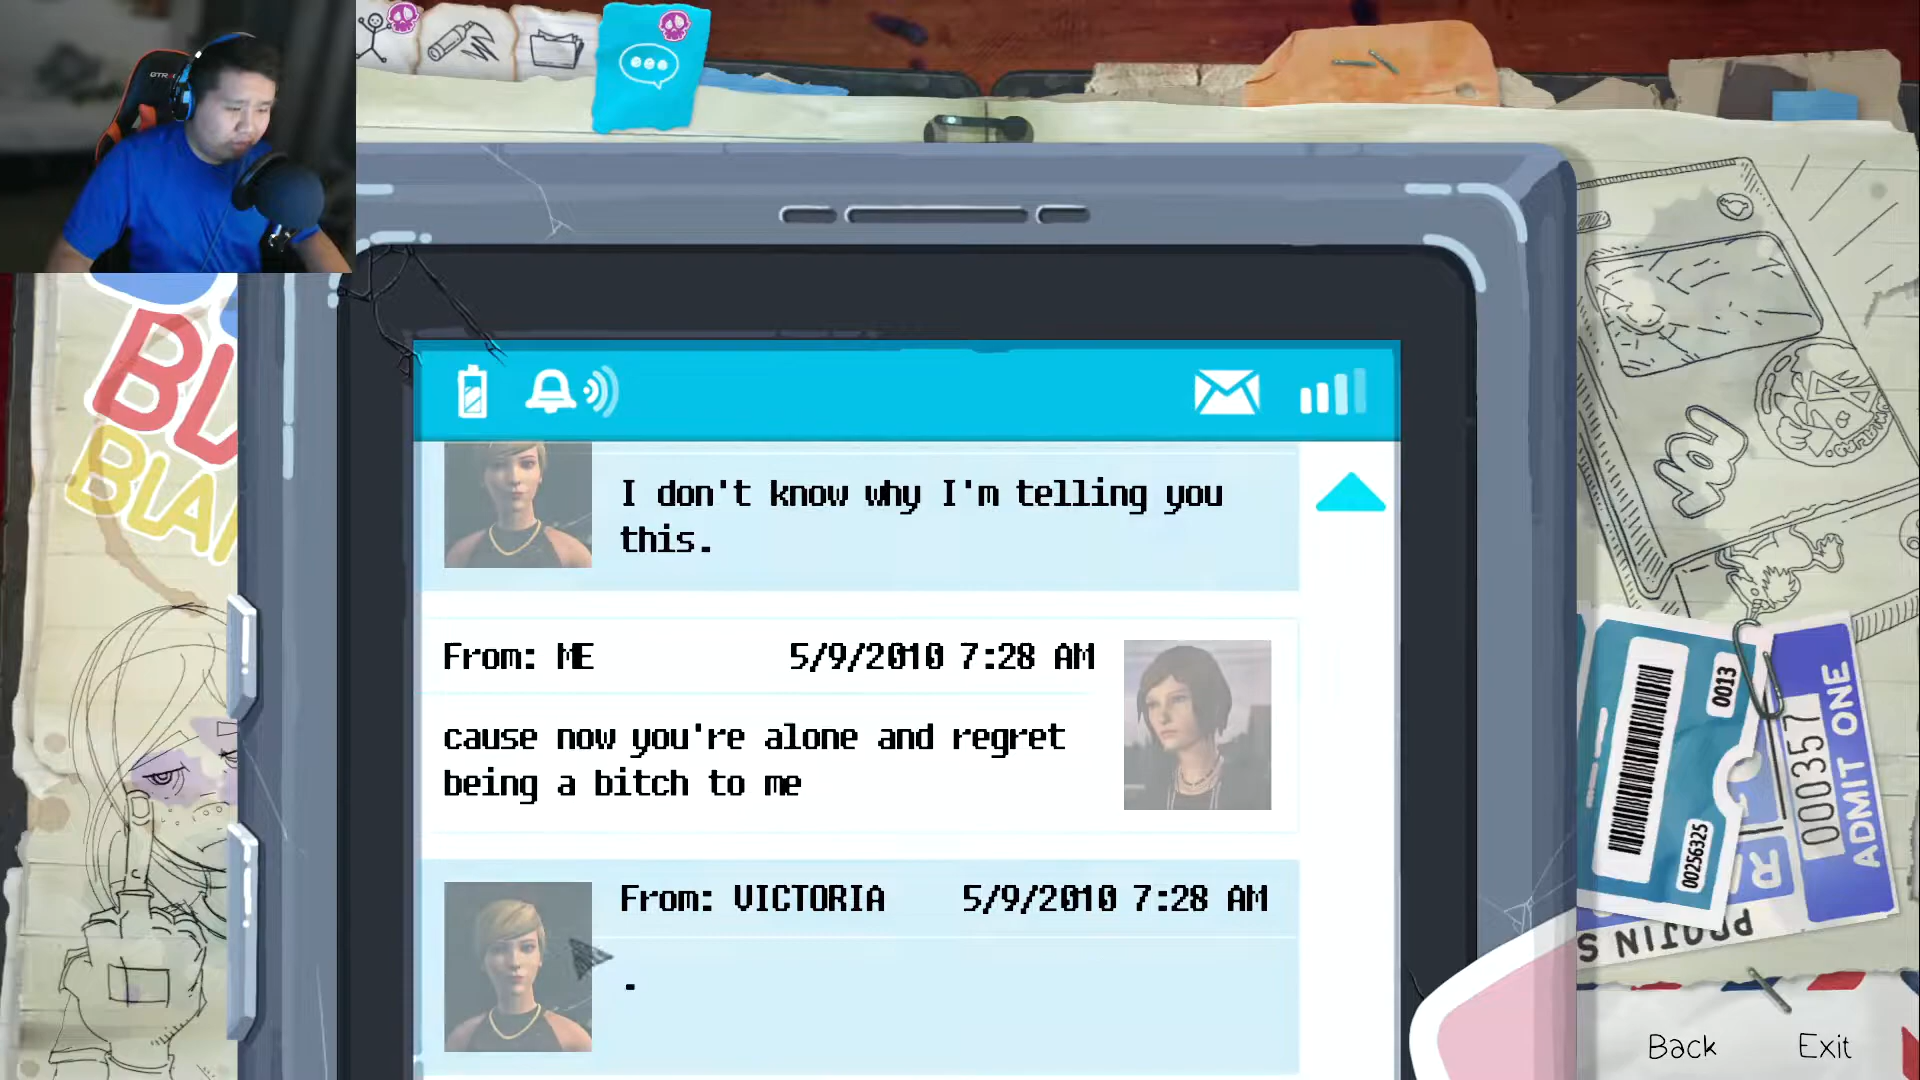 I don't know why I'm telling you
this.
From: ME 5/9/2010 7:28 AM
cause now you're alone and regret
being a bitch to me
From: VICTORIA 5/9/2010 7:28 AM
.
BL
BLA
0013
00256325
000357
ADMIT ONE
Back Exit